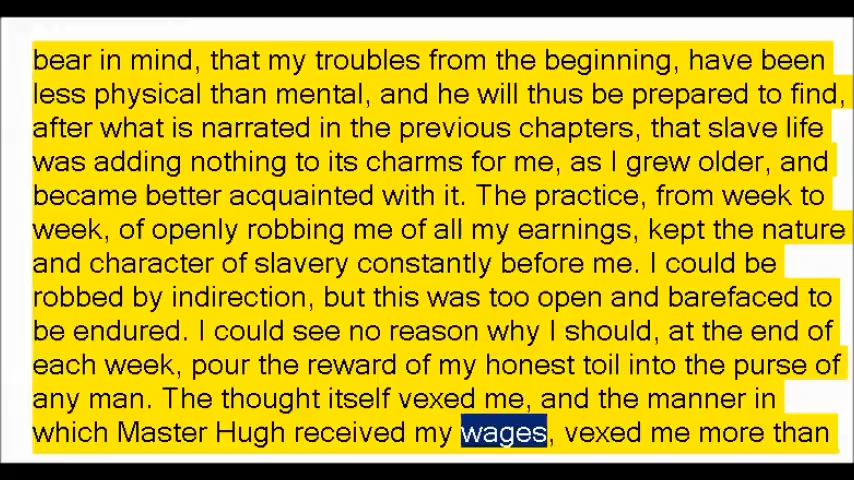 bear in mind, that my troubles from the beginning, have been
less physical than mental, and he will thus be prepared to find,
after what is narrated in the previous chapters, that slave life
was adding nothing to its charms for me, as I grew older, and
became better acquainted with it. The practice, from week to
week, of openly robbing me of all my earnings, kept the nature
and character of slavery constantly before me. I could be
robbed by indirection, but this was too open and barefaced to
be endured. I could see no reason why I should, at the end of
each week, pour the reward of my honest toil into the purse of
any man. The thought itself vexed me, and the manner in
which Master Hugh received my wages, vexed me more than